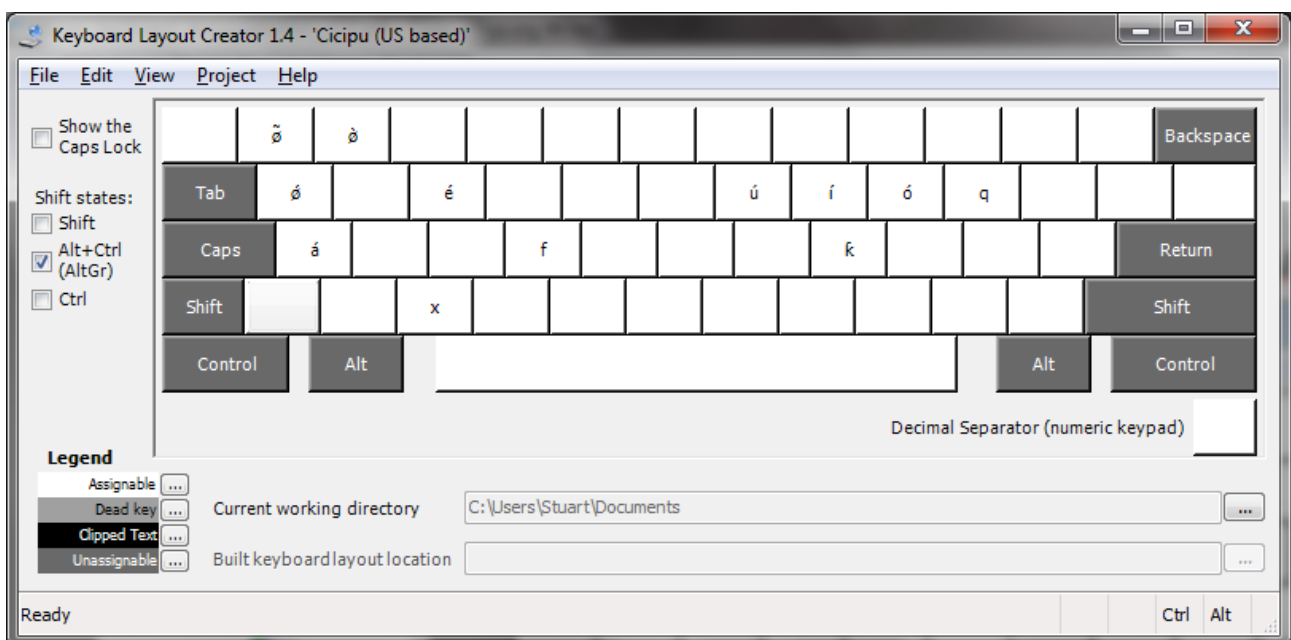 Keyboard Layout Creator 1.4 - 'Cicipu (US based)'
File Edit View Project Help
Show the
Caps Lock
Shift states:
Shift
Alt+Ctrl
(AltGr)
Ctrl
ø̃ ø̀ Backspace
Tab ǿ é ú í ó q
Caps á f ƙ Return
Shift x Shift
Control Alt Alt Control
Decimal Separator (numeric keypad)
Legend
Assignable ...
Dead key ...
Clipped Text ...
Unassignable ...
Current working directory C:\Users\Stuart\Documents ...
Built keyboard layout location ...
Ready Ctrl Alt